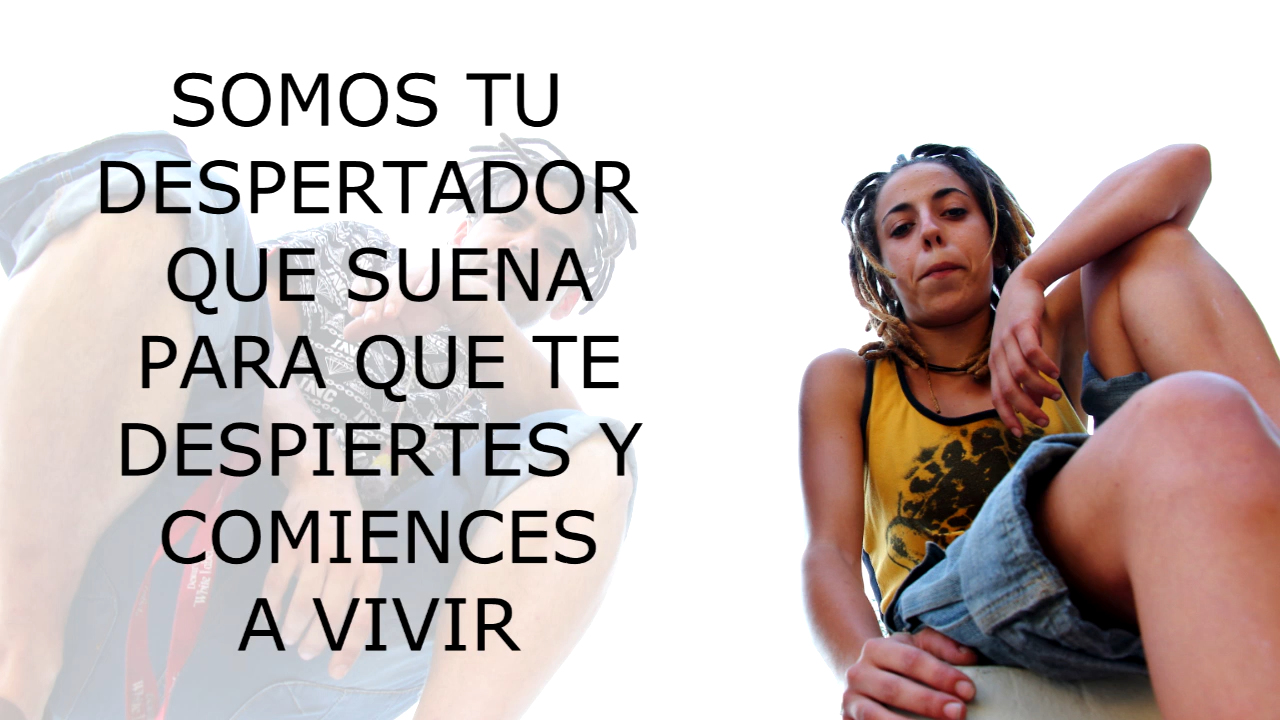 SOMOS TU
DESPERTADOR
QUE SUENA
PARA QUE TE
DESPIERTES Y
COMIENCES
A VIVIR